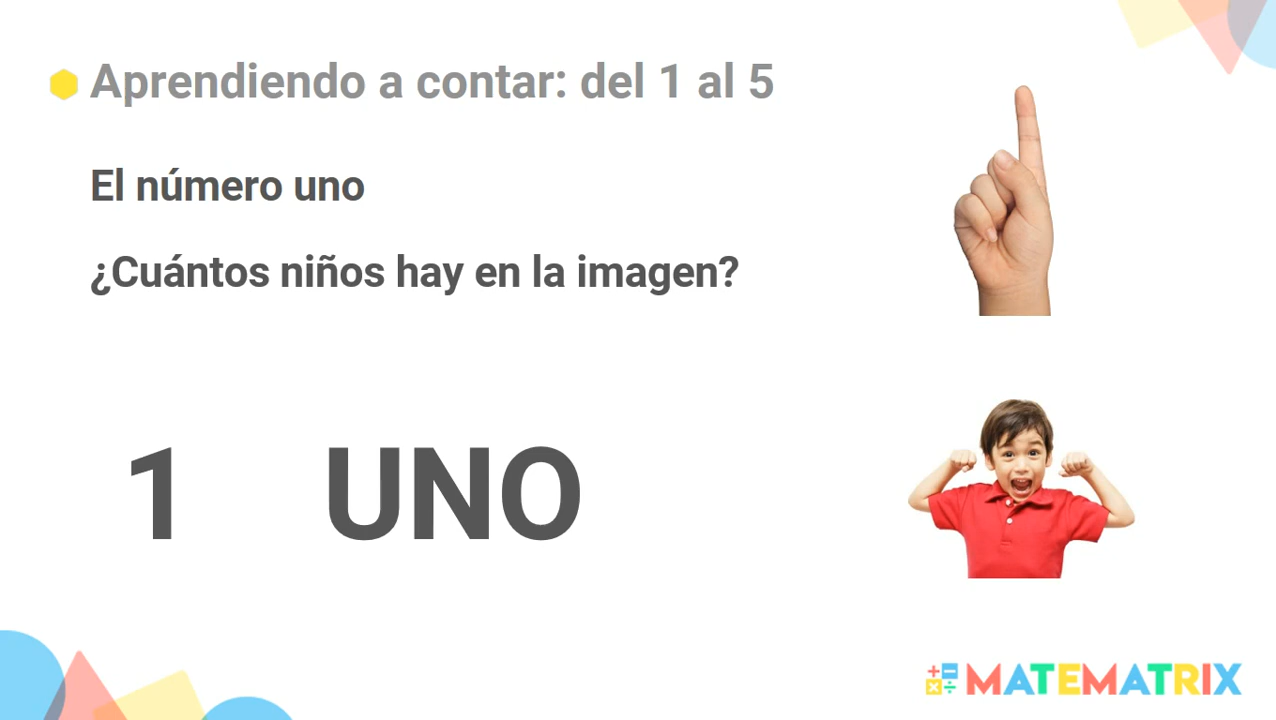 Aprendiendo a contar: del 1 al 5
El número uno
¿Cuántos niños hay en la imagen?
1 UNO
MATEMATRIX